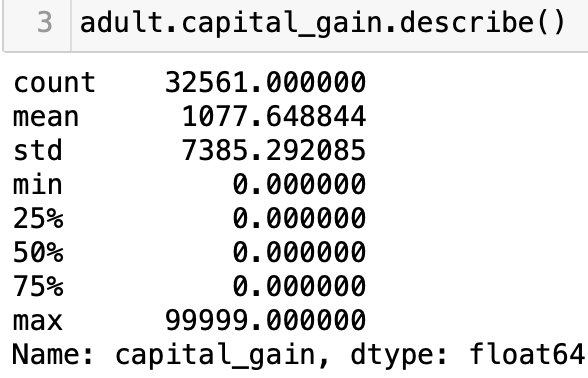 3 adult.capital_gain.describe()
count 32561.000000
mean 1077.648844
std 7385.292085
min 0.000000
25% 0.000000
50% 0.000000
75% 0.000000
max 99999.000000
Name: capital_gain, dtype: float64